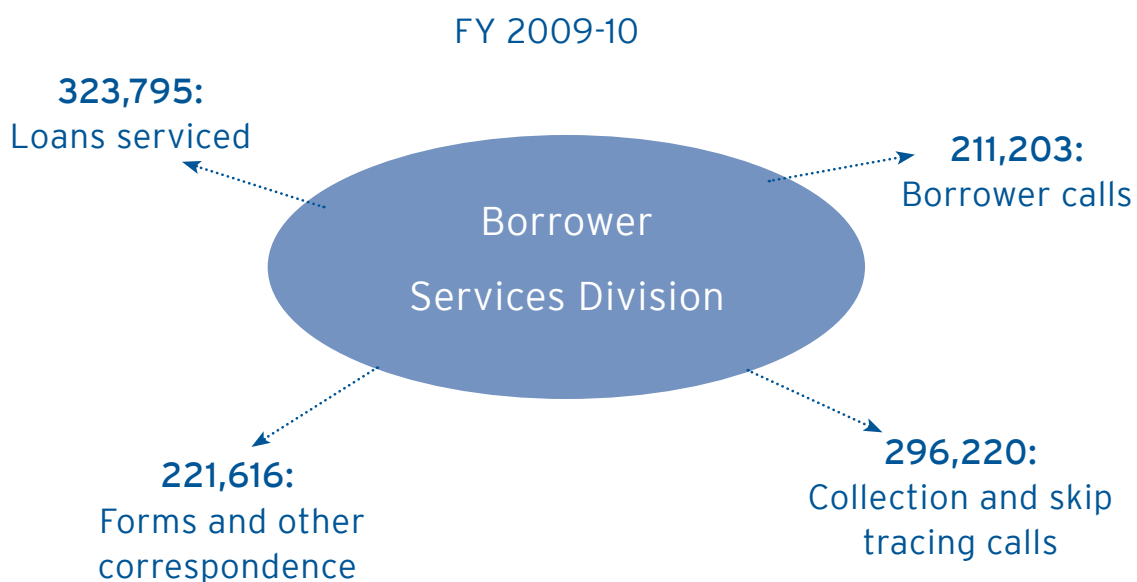 FY 2009-10
323,795:
Loans serviced
211,203:
Borrower calls
Borrower
Services Division
221,616:
Forms and other
correspondence
296,220:
Collection and skip
tracing calls